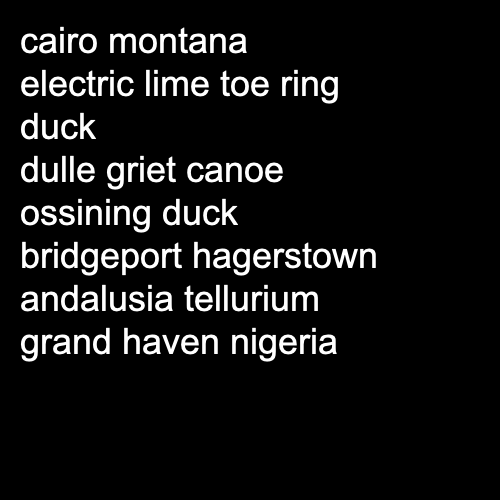 cairo montana
electric lime toe ring
duck
dulle griet canoe
ossining duck
bridgeport hagerstown
andalusia tellurium
grand haven nigeria